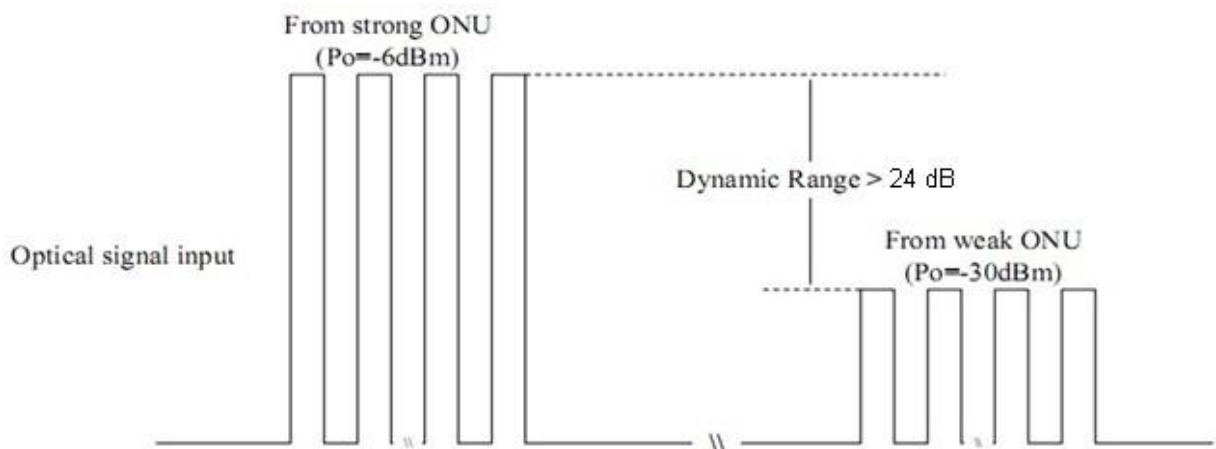 From strong ONU
(Po=-6dBm)
Dynamic Range > 24 dB
From weak ONU
(Po=-30dBm)
Optical signal input